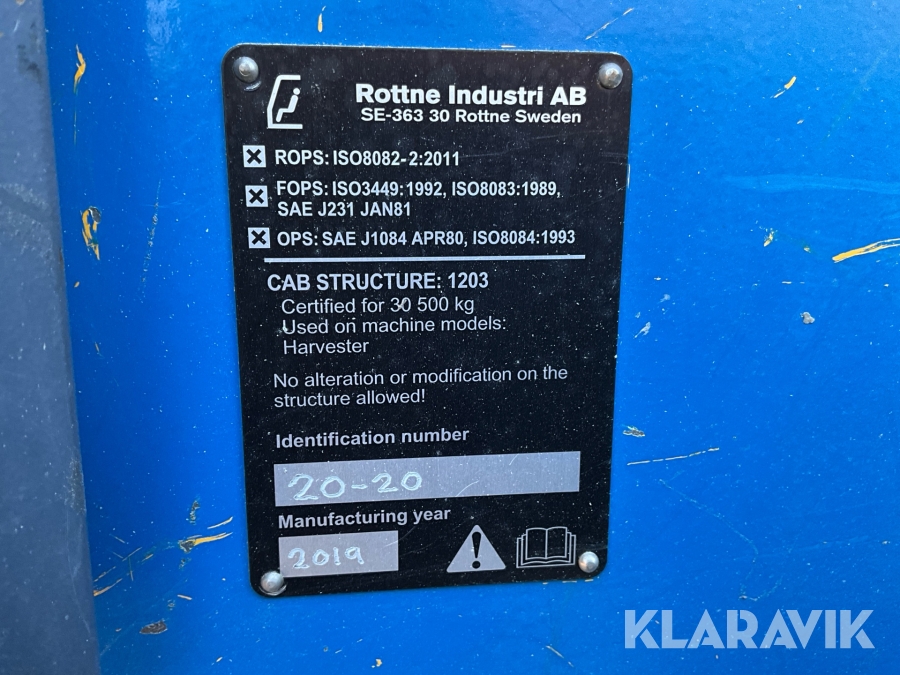 Rottne Industri AB
SE-363 30 Rottne Sweden
ROPS: ISO8082-2:2011
FOPS: ISO3449:1992, ISO8083:1989,
SAE J231 JAN81
OPS: SAE J1084 APR80, ISO8084:1993
CAB STRUCTURE: 1203
Certified for 30 500 kg
Used on machine models:
Harvester
No alteration or modification on the
structure allowed!
Identification number
20-20
Manufacturing year
2019
KLARAVIK